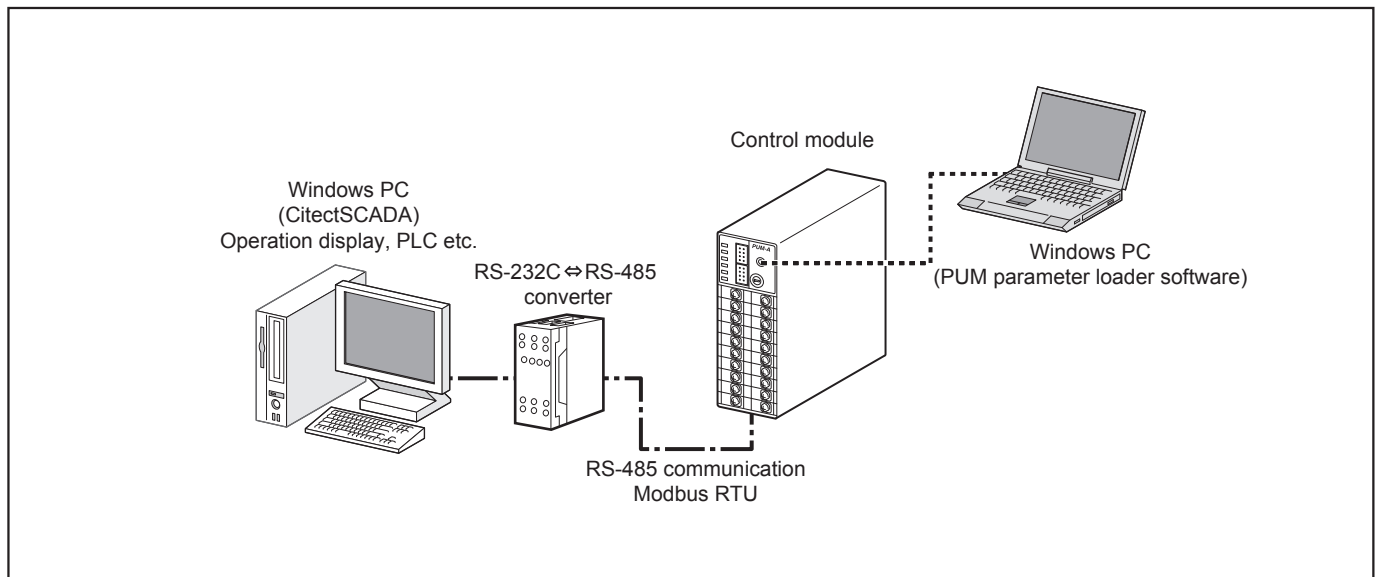 Control module
Windows PC
(CitectSCADA)
Operation display, PLC etc.
RS-232C⇔RS-485
converter
PUM-A
Windows PC
(PUM parameter loader software)
RS-485 communication
Modbus RTU